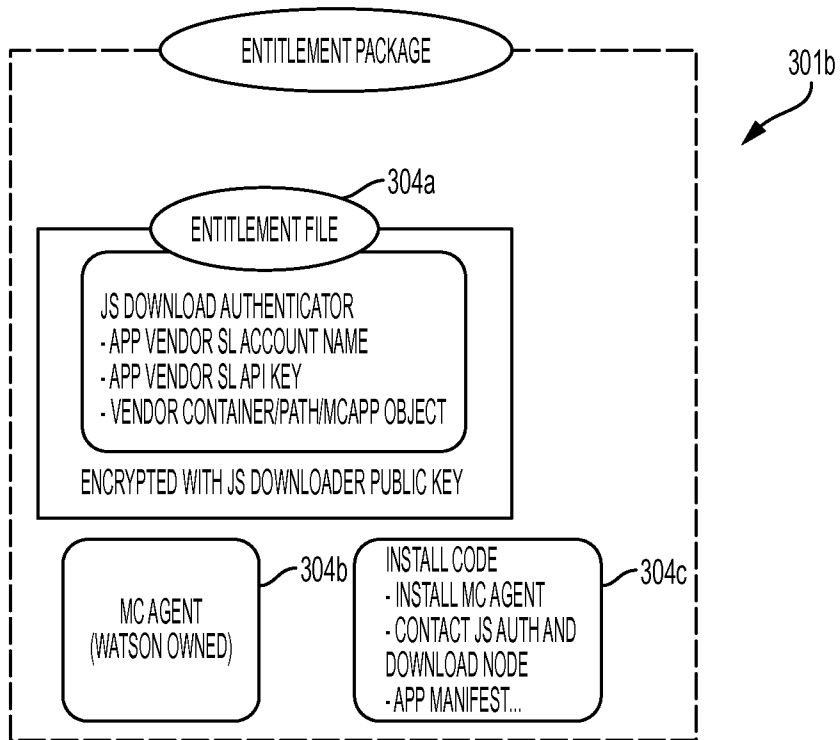 ENTITLEMENT PACKAGE
301b
304a
ENTITLEMENT FILE
JS DOWNLOAD AUTHENTICATOR
- APP VENDOR SL ACCOUNT NAME
- APP VENDOR SL API KEY
- VENDOR CONTAINER/PATH/MCAPP OBJECT
ENCRYPTED WITH JS DOWNLOADER PUBLIC KEY
MC AGENT
(WATSON OWNED)
304b
INSTALL CODE
- INSTALL MC AGENT
- CONTACT JS AUTH AND
DOWNLOAD NODE
- APP MANIFEST...
304c